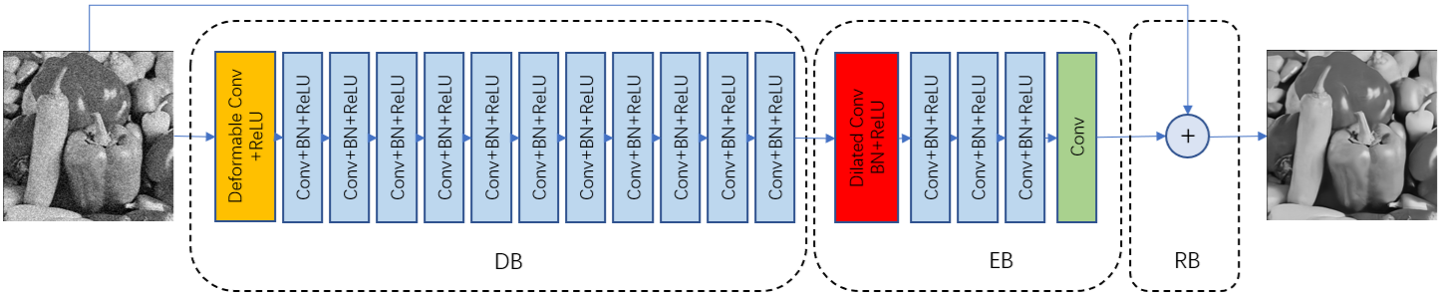 Deformable Conv
+ReLU
Conv+BN+ReLU
Conv+BN+ReLU
Conv+BN+ReLU
Conv+BN+ReLU
Conv+BN+ReLU
Conv+BN+ReLU
Conv+BN+ReLU
Conv+BN+ReLU
Conv+BN+ReLU
Conv+BN+ReLU
Conv+BN+ReLU
DB
Dilated Conv
BN+ReLU
Conv+BN+ReLU
Conv+BN+ReLU
Conv+BN+ReLU
Conv
EB
+
RB